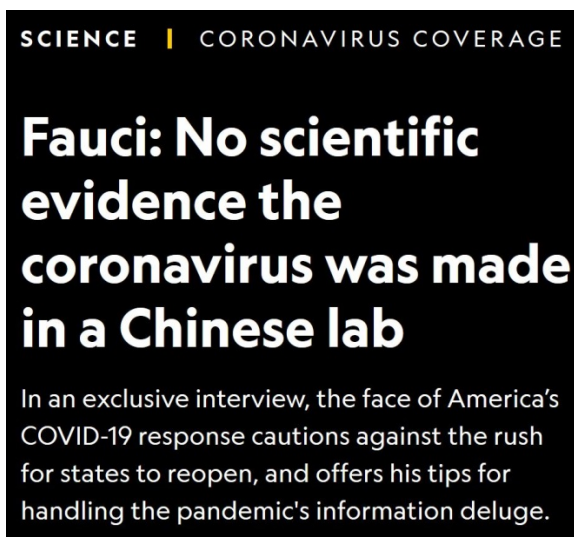 SCIENCE | CORONAVIRUS COVERAGE
Fauci: No scientific
evidence the
coronavirus was made
in a Chinese lab
In an exclusive interview, the face of America’s
COVID-19 response cautions against the rush
for states to reopen, and offers his tips for
handling the pandemic's information deluge.